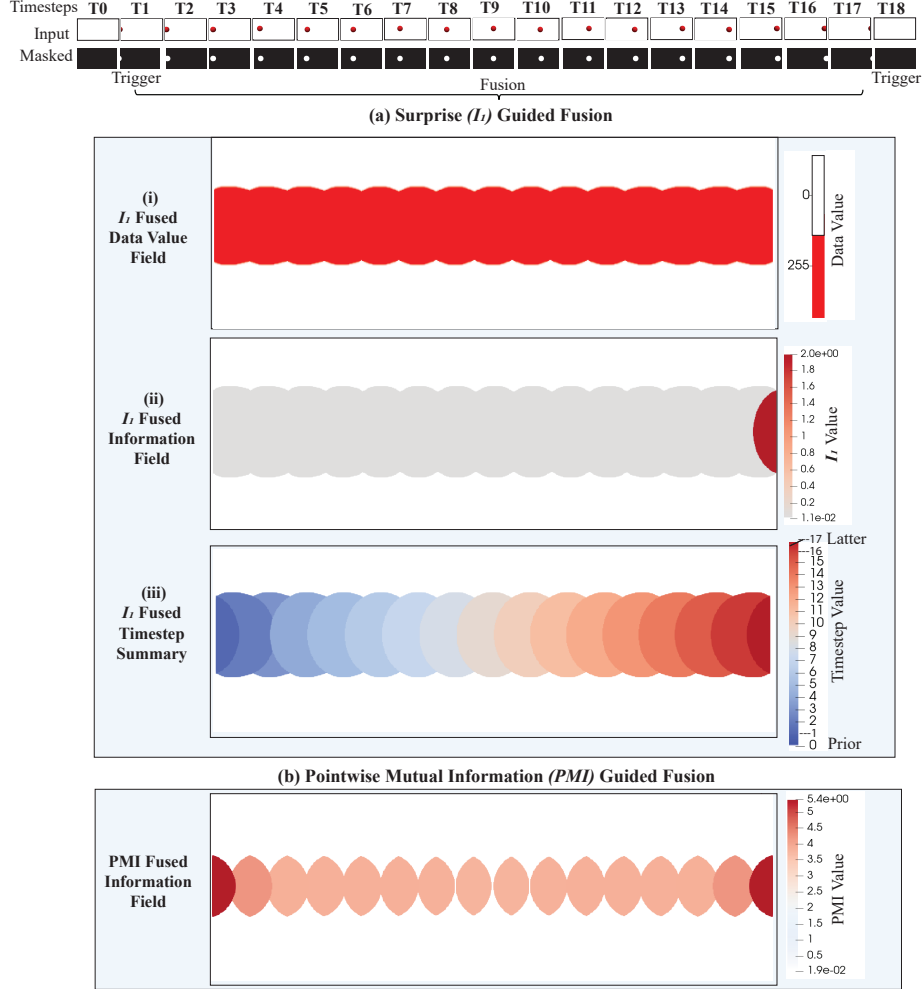 Timesteps T0 T1 T2 T3 T4 T5 T6 T7 T8 T9 T10 T11 T12 T13 T14 T15 T16 T17 T18
Input
Masked
Trigger Fusion Trigger
(a) Surprise (I₁) Guided Fusion
(i)
I₁ Fused
Data Value
Field
0
255
Data Value
(ii)
I₁ Fused
Information
Field
2.0e+00
1.8
1.6
1.4
1.2
1
0.8
0.6
0.4
0.2
1.1e-02
I₁ Value
(iii)
I₁ Fused
Timestep
Summary
17 Latter
16
15
14
13
12
11
10
9
8
7
6
5
4
3
2
1
0 Prior
Timestep Value
(b) Pointwise Mutual Information (PMI) Guided Fusion
PMI Fused
Information
Field
5.4e+00
5
4.5
4
3.5
3
2.5
2
1.5
1
0.5
1.9e-02
PMI Value